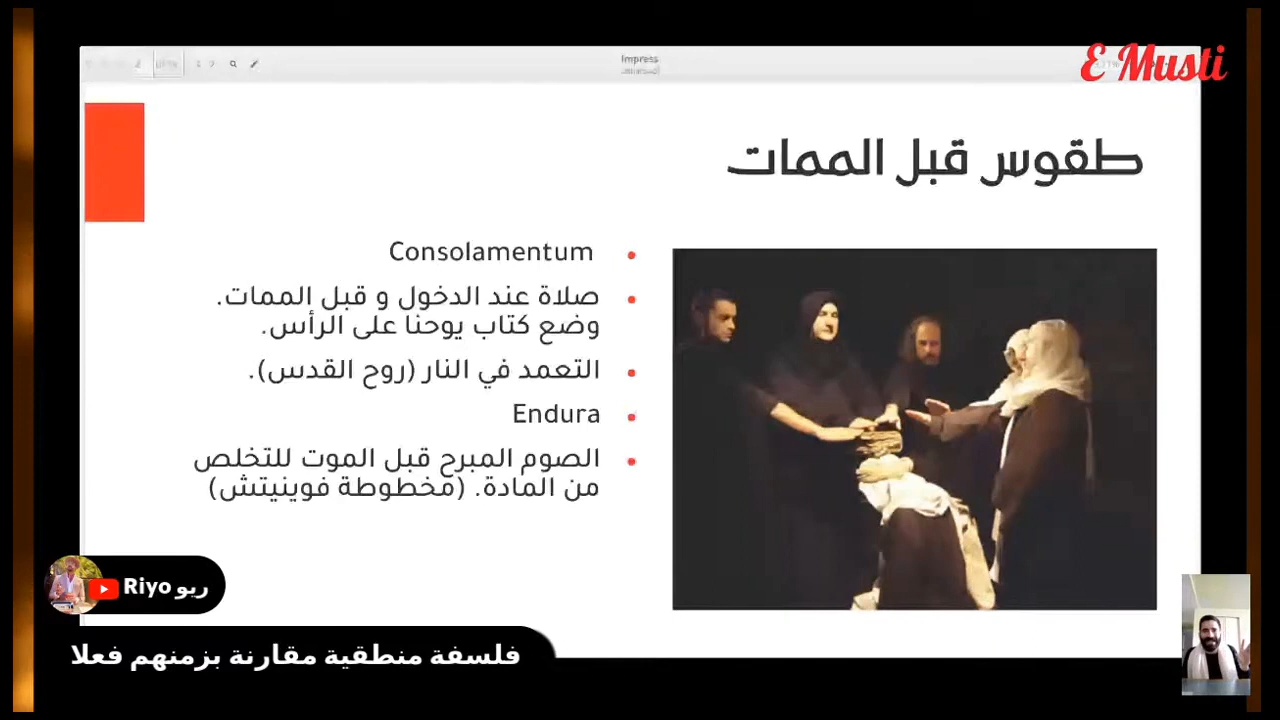 Impress
E Musti
طقوس قبل الممات
Consolamentum
صلاة عند الدخول و قبل الممات.
وضع كتاب يوحنا على الرأس.
التعمد في النار (روح القدس).
Endura
الصوم المبرح قبل الموت للتخلص
من المادة. (مخطوطة فوينيتش)
ريو Riyo
فلسفة منطقية مقارنة بزمنهم فعلا